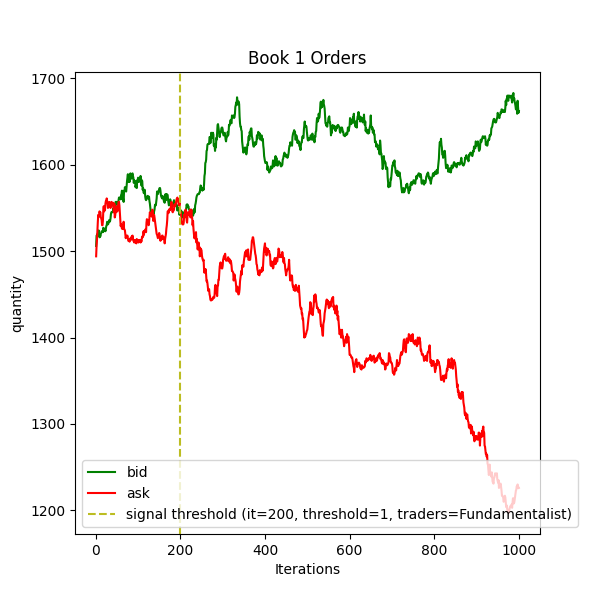 Book 1 Orders
1700
1600
1500
1400
1300
1200
quantity
bid
ask
signal threshold (it=200, threshold=1, traders=Fundamentalist)
0 200 400 600 800 1000
Iterations